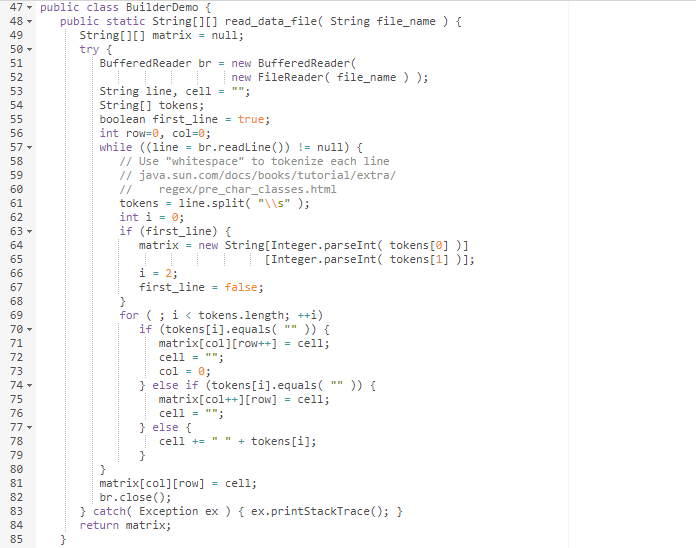 47 public class BuilderDemo {
48 public static String[][] read_data_file( String file_name ) {
49 String[][] matrix = null;
50 try {
51 BufferedReader br = new BufferedReader(
52 new FileReader( file_name ) );
53 String line, cell = "";
54 String[] tokens;
55 boolean first_line = true;
56 int row=0, col=0;
57 while ((line = br.readLine()) != null) {
58 // Use "whitespace" to tokenize each line
59 // java.sun.com/docs/books/tutorial/extra/
60 // regex/pre_char_classes.html
61 tokens = line.split( "\\s" );
62 int i = 0;
63 if (first_line) {
64 matrix = new String[Integer.parseInt( tokens[0] )]
65 [Integer.parseInt( tokens[1] )];
66 i = 2;
67 first_line = false;
68 }
69 for ( ; i < tokens.length; ++i)
70 if (tokens[i].equals( "" )) {
71 matrix[col][row++] = cell;
72 cell = "";
73 col = 0;
74 } else if (tokens[i].equals( "" )) {
75 matrix[col++][row] = cell;
76 cell = "";
77 } else {
78 cell += " " + tokens[i];
79 }
80 }
81 matrix[col][row] = cell;
82 br.close();
83 } catch( Exception ex ) { ex.printStackTrace(); }
84 return matrix;
85 }